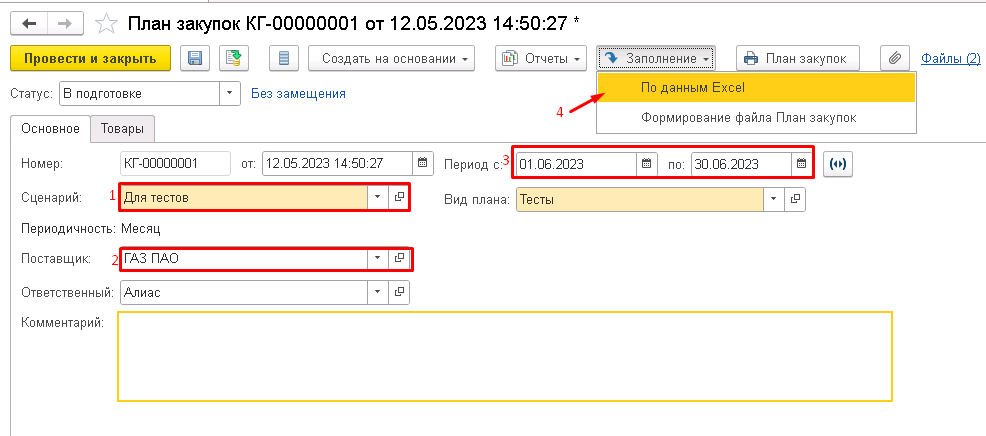 План закупок КГ-00000001 от 12.05.2023 14:50:27 *
Провести и закрыть Создать на основании Отчеты Заполнение План закупок Файлы (2)
По данным Excel
4
Формирование файла План закупок
Статус: В подготовке Без замещения
Основное Товары
Номер: КГ-00000001 от: 12.05.2023 14:50:27 Период с: 3 01.06.2023 по: 30.06.2023
Сценарий: 1 Для тестов Вид плана: Тесты
Периодичность: Месяц
Поставщик: 2 ГАЗ ПАО
Ответственный: Алиас
Комментарий: